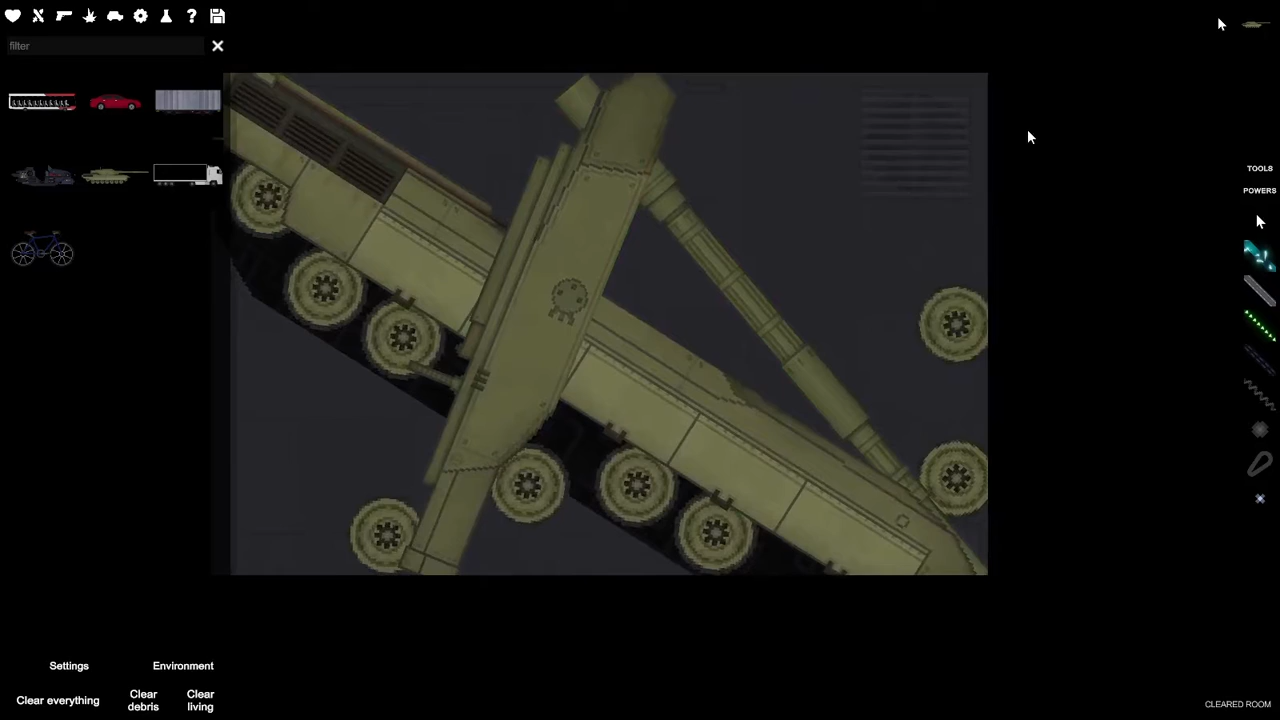 filter
TOOLS
POWERS
Settings
Environment
Clear everything
Clear
debris
Clear
living
CLEARED ROOM